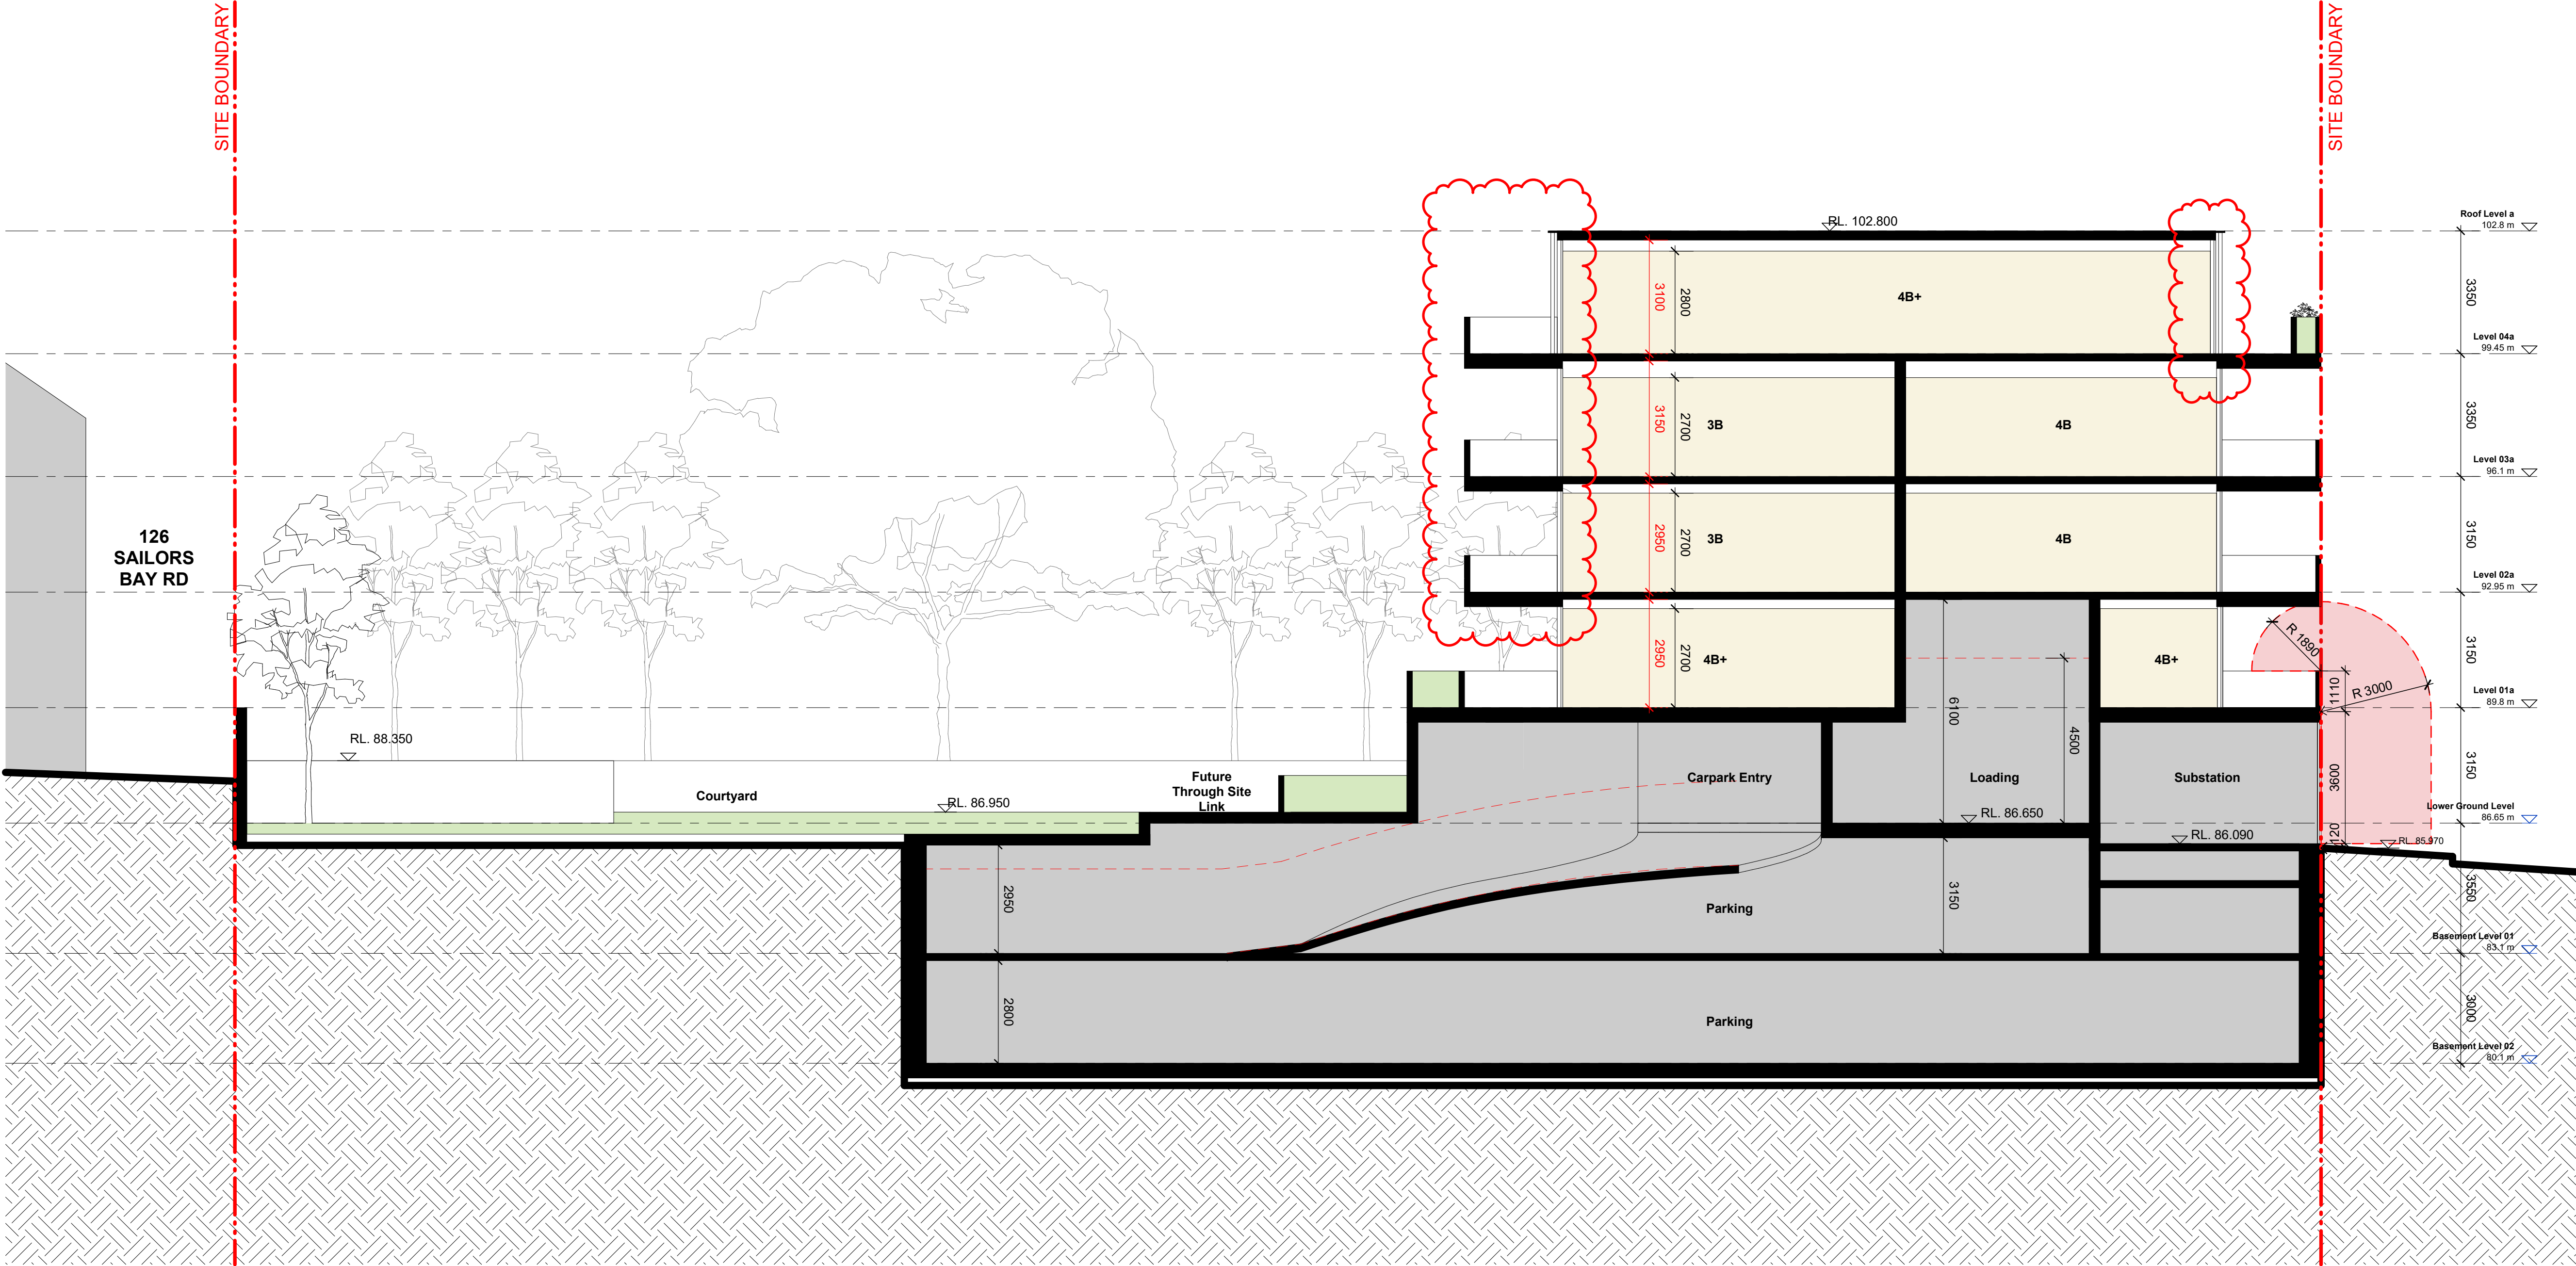 SITE BOUNDARY
SITE BOUNDARY
RL. 102.800
Roof Level a
102.8 m
3100
2800
4B+
3350
Level 04a
99.45 m
3150
2700
3B
4B
3350
Level 03a
96.1 m
126
SAILORS
BAY RD
2950
2700
3B
4B
3150
Level 02a
92.95 m
2950
2700
4B+
4B+
R 1890
3150
1110
R 3000
Level 01a
89.8 m
6100
4500
RL. 88.350
Courtyard
RL. 86.950
Future
Through Site
Link
Carpark Entry
Loading
Substation
3600
3150
RL. 86.650
Lower Ground Level
86.65 m
RL. 86.090
120
RL. 85.970
2950
Parking
3150
3550
Basement Level 01
83.1 m
2800
Parking
3000
Basement Level 02
80.1 m